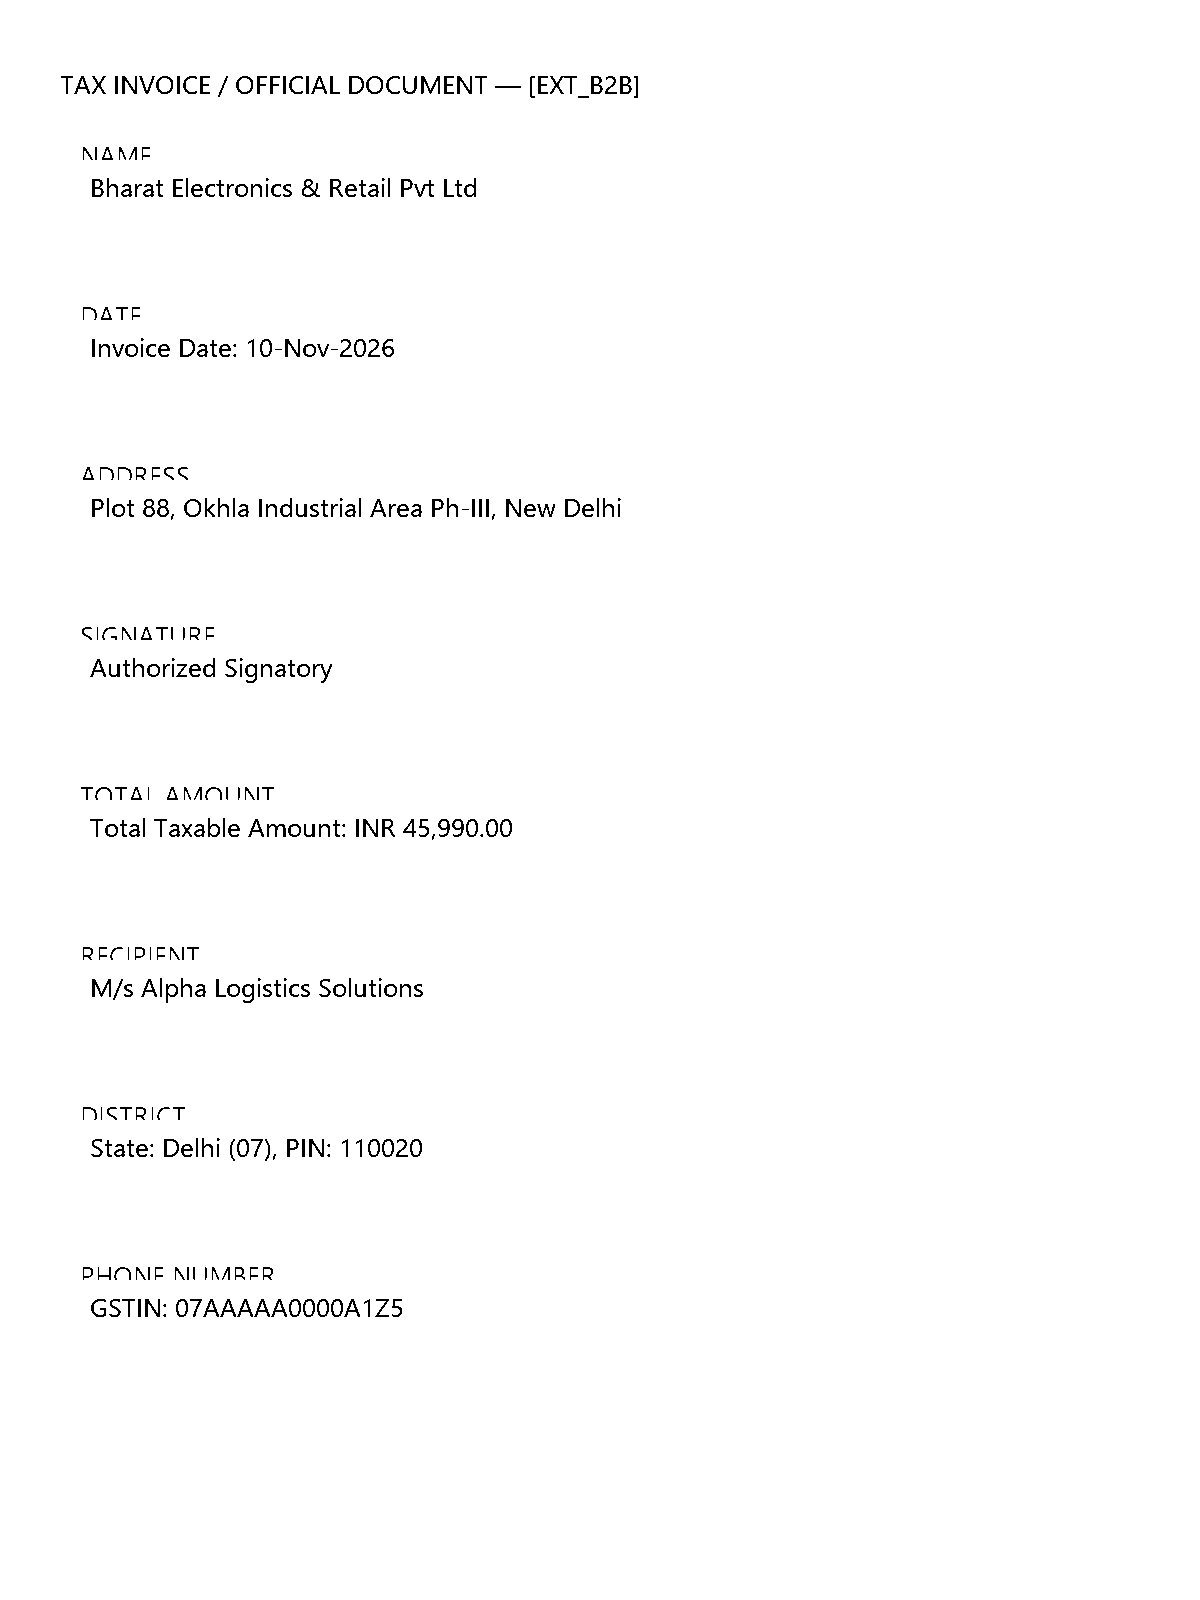 TAX INVOICE / OFFICIAL DOCUMENT — [EXT_B2B]
NAME
Bharat Electronics & Retail Pvt Ltd
DATE
Invoice Date: 10-Nov-2026
ADDRESS
Plot 88, Okhla Industrial Area Ph-III, New Delhi
SIGNATURE
Authorized Signatory
TOTAL AMOUNT
Total Taxable Amount: INR 45,990.00
RECIPIENT
M/s Alpha Logistics Solutions
DISTRICT
State: Delhi (07), PIN: 110020
PHONE NUMBER
GSTIN: 07AAAAA0000A1Z5